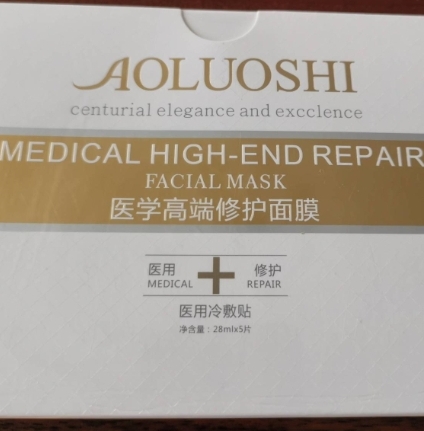 AOLUOSHI
centurial elegance and excclence
MEDICAL HIGH-END REPAIR
FACIAL MASK
医学高端修护面膜
医用 修护
MEDICAL REPAIR
医用冷敷贴
净含量：28mlx5片